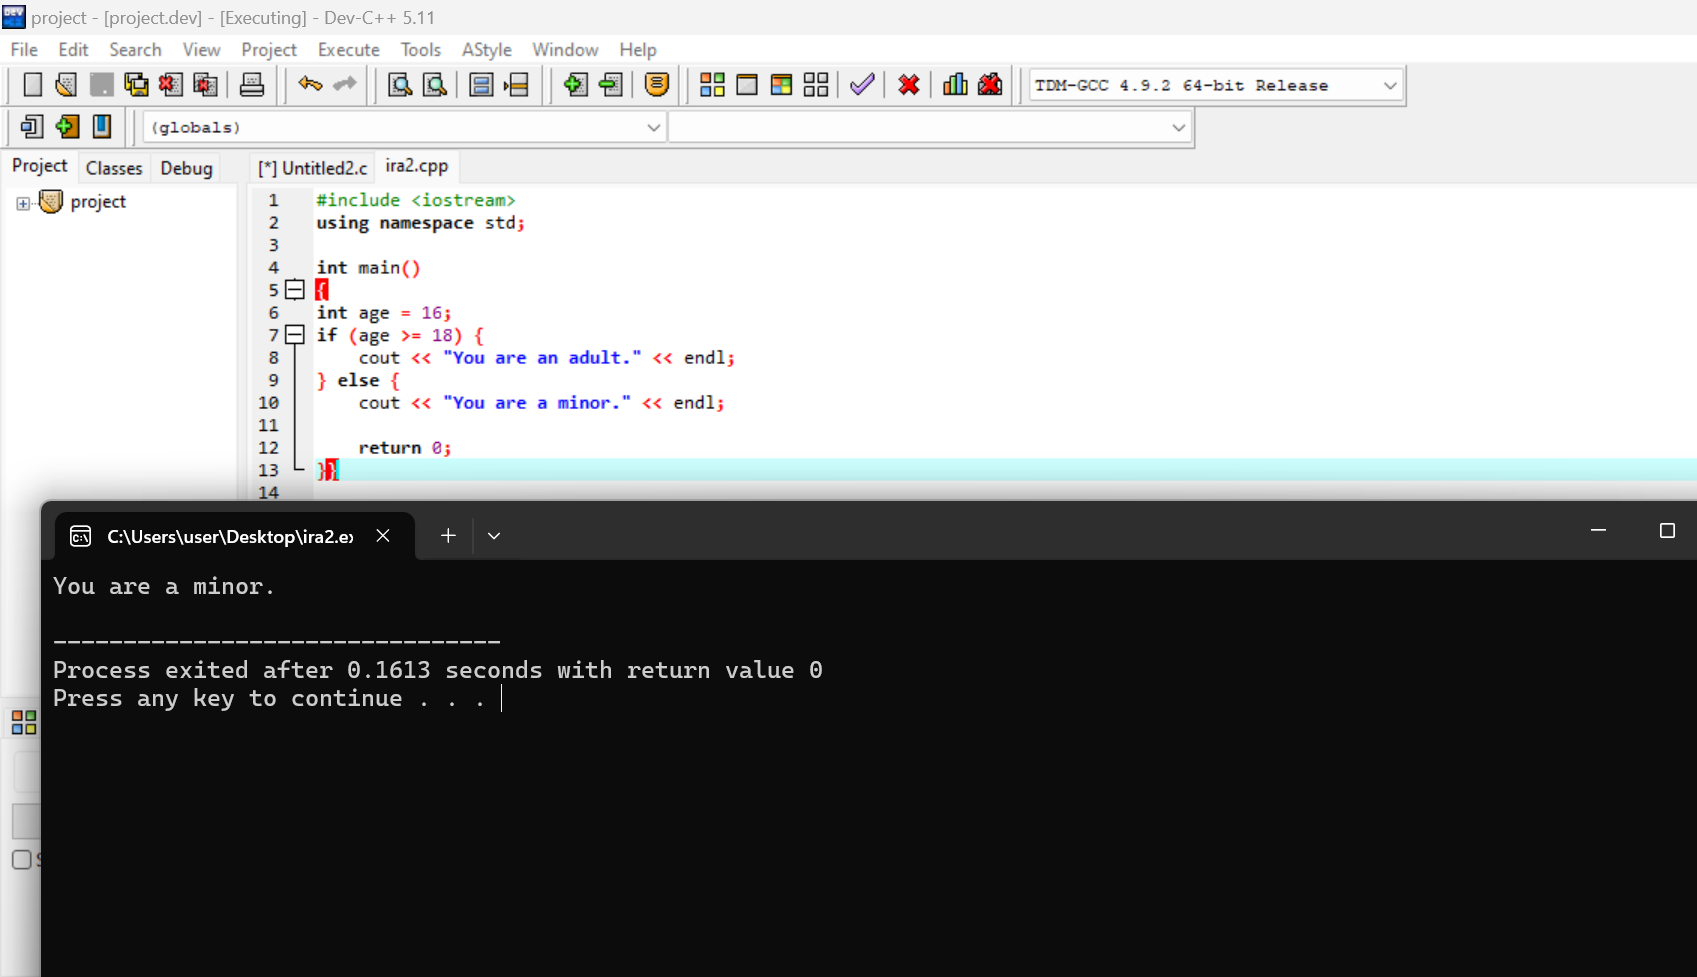 project - [project.dev] - [Executing] - Dev-C++ 5.11
File Edit Search View Project Execute Tools AStyle Window Help
TDM-GCC 4.9.2 64-bit Release
(globals)
Project Classes Debug [*] Untitled2.c ira2.cpp
project
1 #include <iostream>
2 using namespace std;
3
4 int main()
5 {
6 int age = 16;
7 if (age >= 18) {
8 cout << "You are an adult." << endl;
9 } else {
10 cout << "You are a minor." << endl;
11
12 return 0;
13 }}
14
C:\Users\user\Desktop\ira2.e
You are a minor.
--------------------------------
Process exited after 0.1613 seconds with return value 0
Press any key to continue . . .